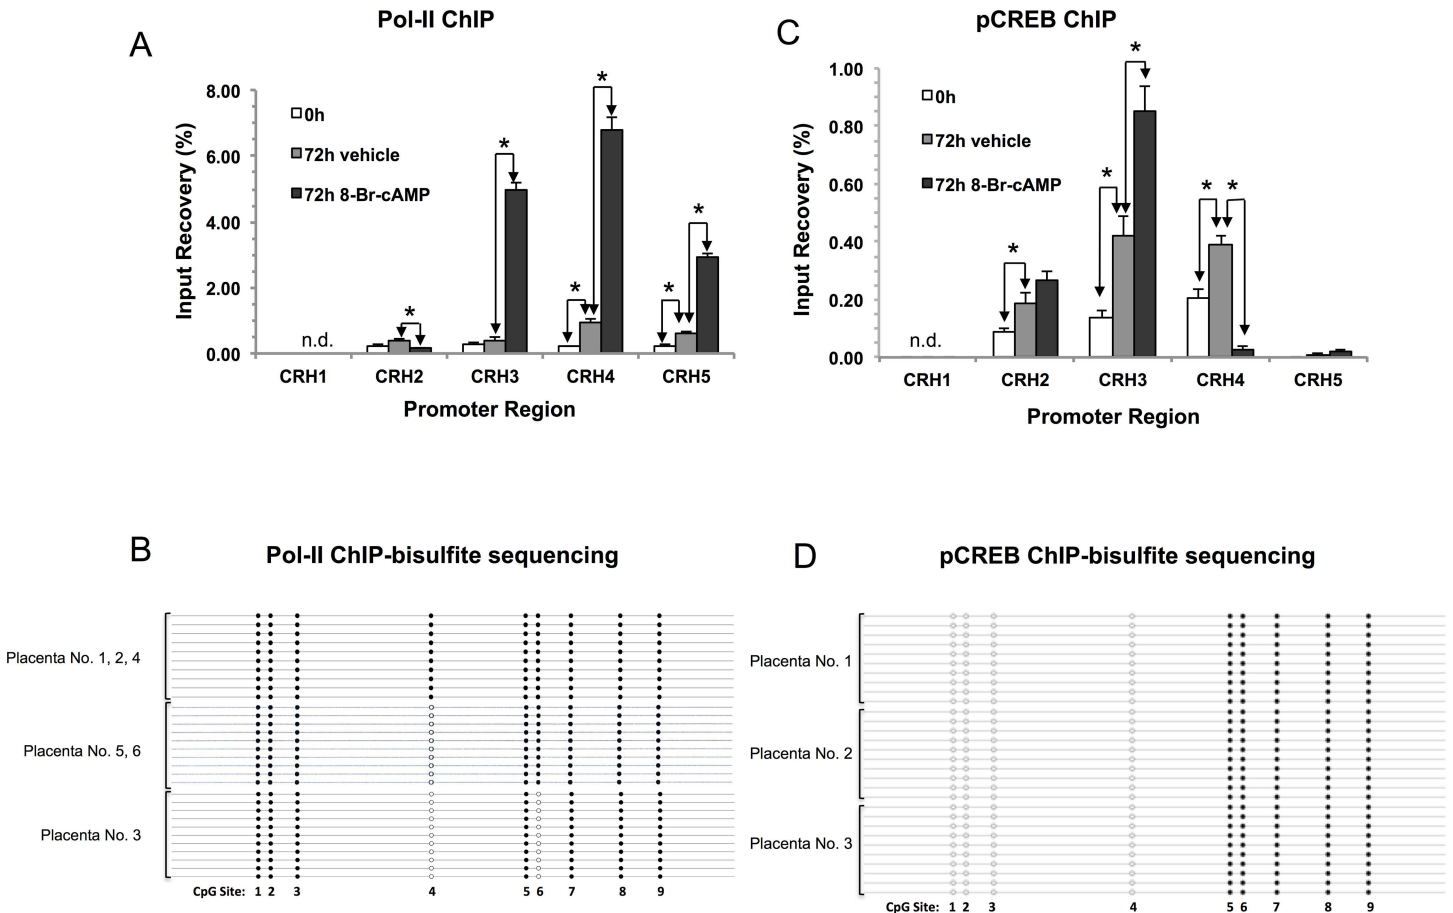 A
Pol-II ChIP
Input Recovery (%)
8.00
6.00
4.00
2.00
0.00
0h
72h vehicle
72h 8-Br-cAMP
*
*
*
*
*
*
n.d.
CRH1
CRH2
CRH3
CRH4
CRH5
Promoter Region
C
pCREB ChIP
Input Recovery (%)
1.00
0.80
0.60
0.40
0.20
0.00
0h
72h vehicle
72h 8-Br-cAMP
*
*
*
*
*
n.d.
CRH1
CRH2
CRH3
CRH4
CRH5
Promoter Region
B
Pol-II ChIP-bisulfite sequencing
Placenta No. 1, 2, 4
Placenta No. 5, 6
Placenta No. 3
CpG Site: 1 2 3 4 5 6 7 8 9
D
pCREB ChIP-bisulfite sequencing
Placenta No. 1
Placenta No. 2
Placenta No. 3
CpG Site: 1 2 3 4 5 6 7 8 9